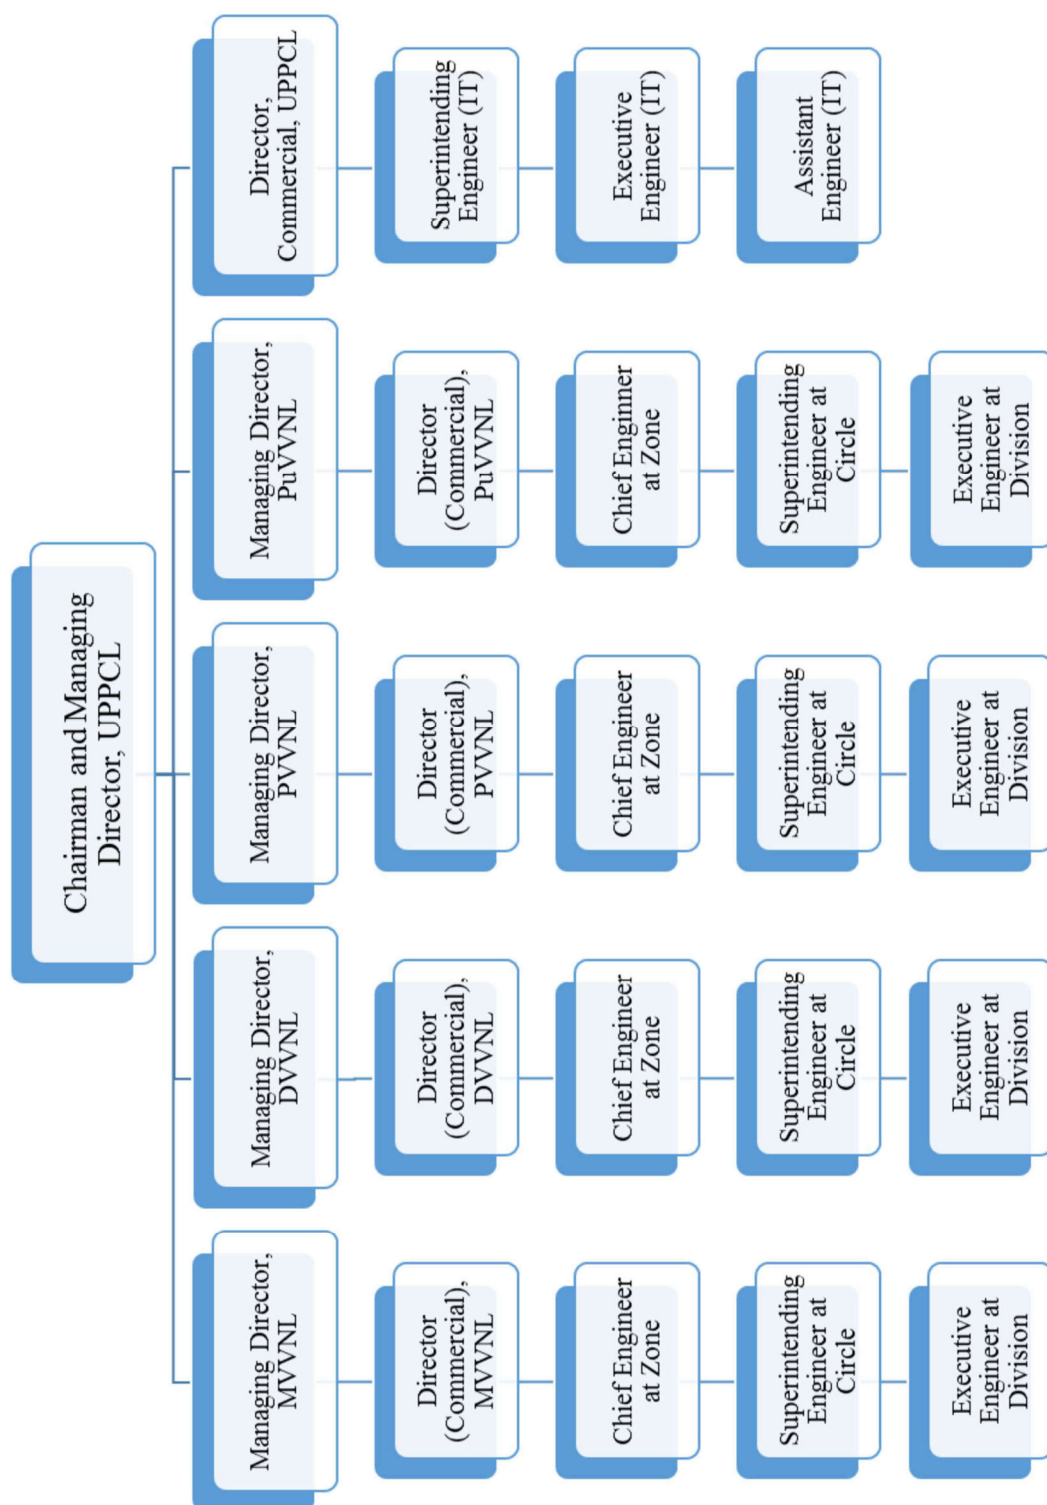 Chairman and Managing
Director, UPPCL
Managing Director,
MVVNL
Managing Director,
DVVNL
Managing Director,
PVVNL
Managing Director,
PuVVNL
Director,
Commercial, UPPCL
Director
(Commercial),
MVVNL
Director
(Commercial),
DVVNL
Director
(Commercial),
PVVNL
Director
(Commercial),
PuVVNL
Superintending
Engineer (IT)
Chief Engineer
at Zone
Chief Engineer
at Zone
Chief Engineer
at Zone
Chief Enginner
at Zone
Executive
Engineer (IT)
Superintending
Engineer at
Circle
Superintending
Engineer at
Circle
Superintending
Engineer at
Circle
Superintending
Engineer at
Circle
Assistant
Engineer (IT)
Executive
Engineer at
Division
Executive
Engineer at
Division
Executive
Engineer at
Division
Executive
Engineer at
Division